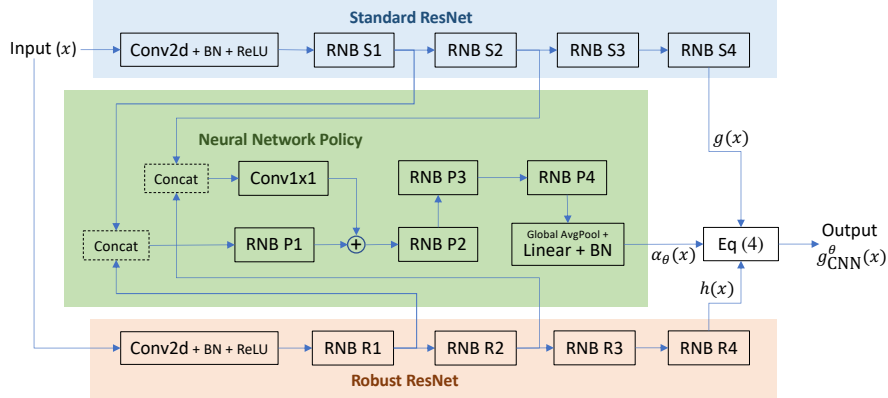 Standard ResNet
Input (x)
Conv2d + BN + ReLU
RNB S1
RNB S2
RNB S3
RNB S4
Neural Network Policy
g(x)
Concat
Conv1x1
RNB P3
RNB P4
Concat
RNB P1
+
RNB P2
Global AvgPool +
Linear + BN
α_θ(x)
Eq (4)
Output
g^θ_CNN(x)
h(x)
Conv2d + BN + ReLU
RNB R1
RNB R2
RNB R3
RNB R4
Robust ResNet